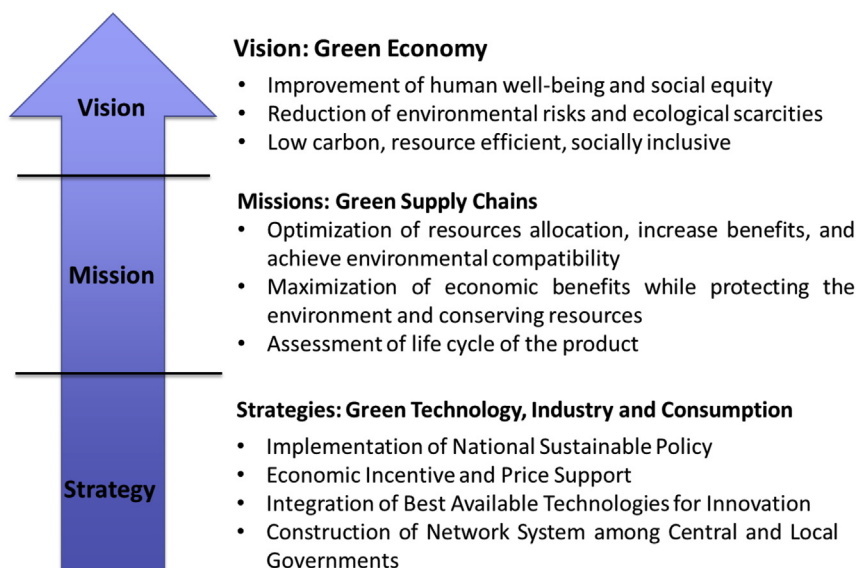 Vision
Vision: Green Economy
• Improvement of human well-being and social equity
• Reduction of environmental risks and ecological scarcities
• Low carbon, resource efficient, socially inclusive
Mission
Missions: Green Supply Chains
• Optimization of resources allocation, increase benefits, and
achieve environmental compatibility
• Maximization of economic benefits while protecting the
environment and conserving resources
• Assessment of life cycle of the product
Strategy
Strategies: Green Technology, Industry and Consumption
• Implementation of National Sustainable Policy
• Economic Incentive and Price Support
• Integration of Best Available Technologies for Innovation
• Construction of Network System among Central and Local
Governments